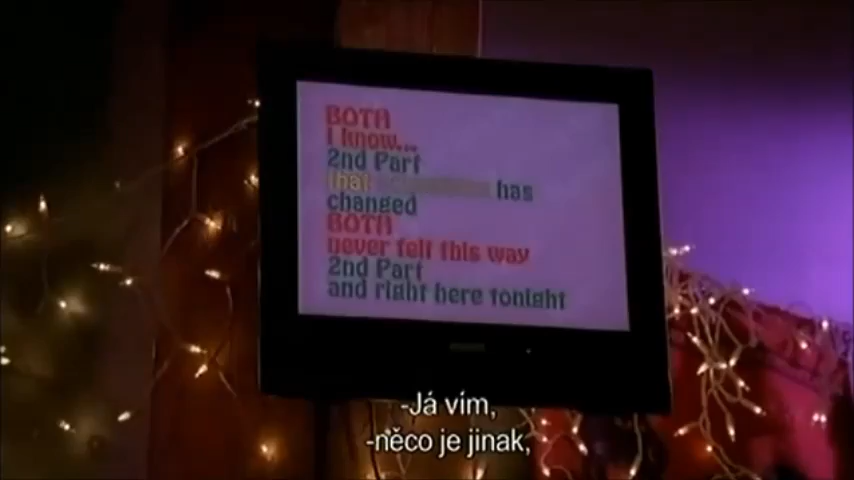 BOTH
I know...
2nd Part
that has
changed
BOTH
never felt this way
2nd Part
and right here tonight
-Já vím,
-něco je jinak,